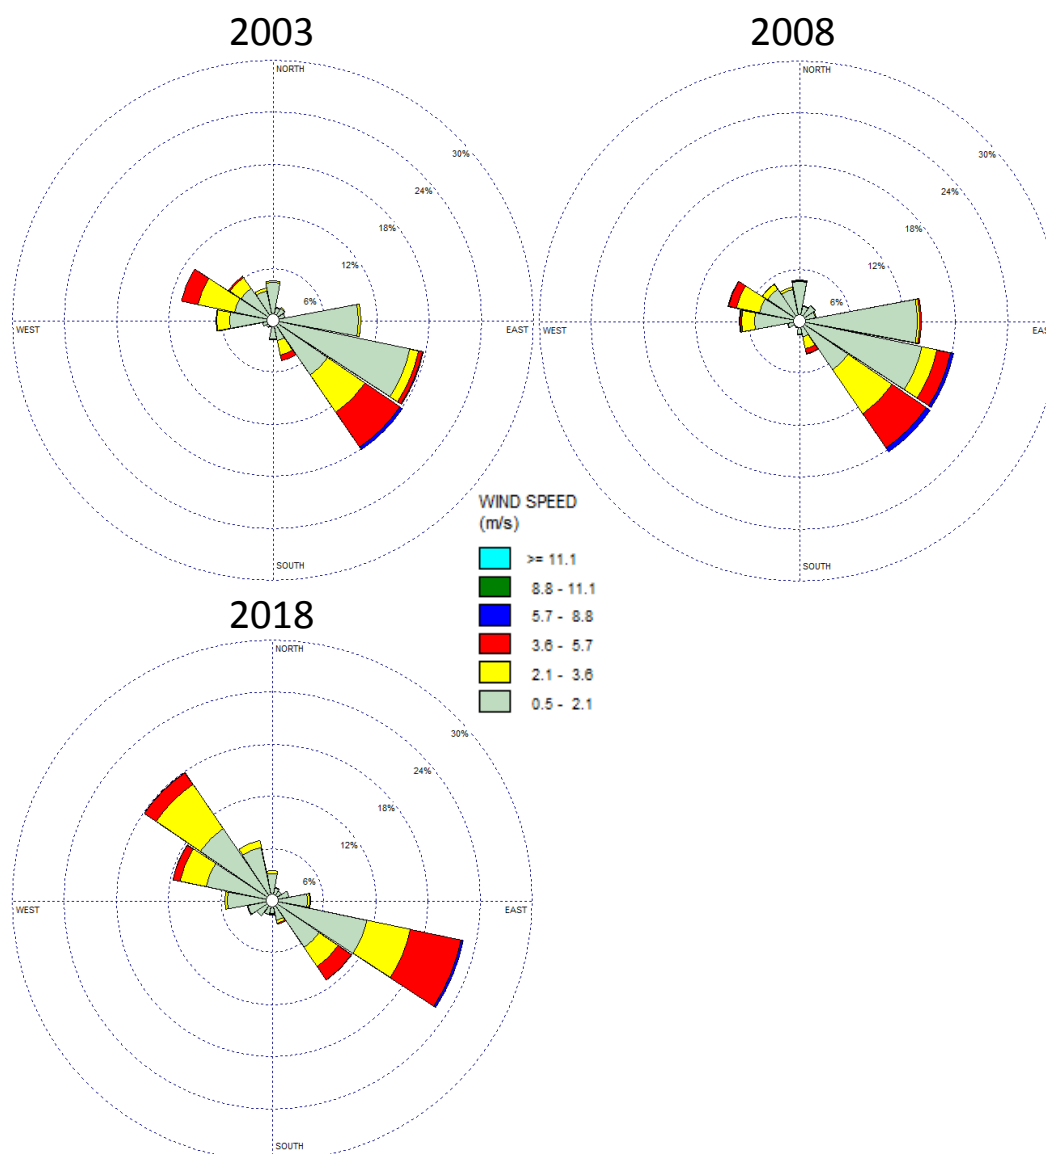 2003
2008
NORTH
NORTH
30%
30%
24%
24%
18%
18%
12%
12%
6%
6%
WEST
EAST
WEST
EAST
WIND SPEED
(m/s)
>= 11.1
8.8 - 11.1
5.7 - 8.8
3.6 - 5.7
2.1 - 3.6
0.5 - 2.1
SOUTH
SOUTH
2018
NORTH
30%
24%
18%
12%
6%
WEST
EAST
SOUTH